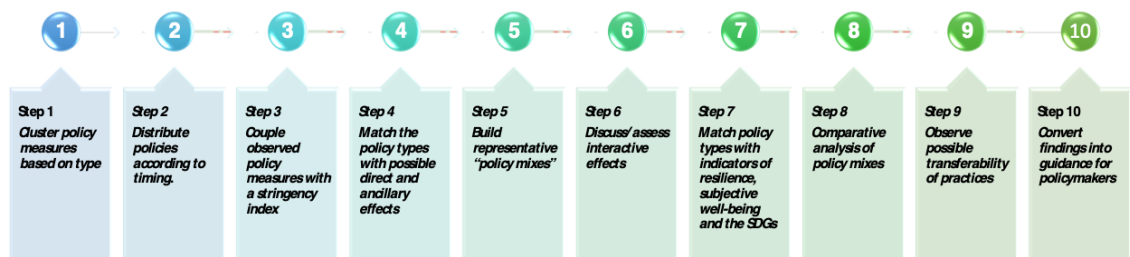 1
2
3
4
5
6
7
8
9
10
Step 1
Cluster policy
measures
based on type
Step 2
Distribute
policies
according to
timing.
Step 3
Couple
observed
policy
measures with
a stringency
index
Step 4
Match the
policy types
with possible
direct and
ancillary
effects
Step 5
Build
representative
“policy mixes”
Step 6
Discuss/assess
interactive
effects
Step 7
Match policy
types with
indicators of
resilience,
subjective
well-being
and the SDGs
Step 8
Comparative
analysis of
policy mixes
Step 9
Observe
possible
transferability
of practices
Step 10
Convert
findings into
guidance for
policymakers